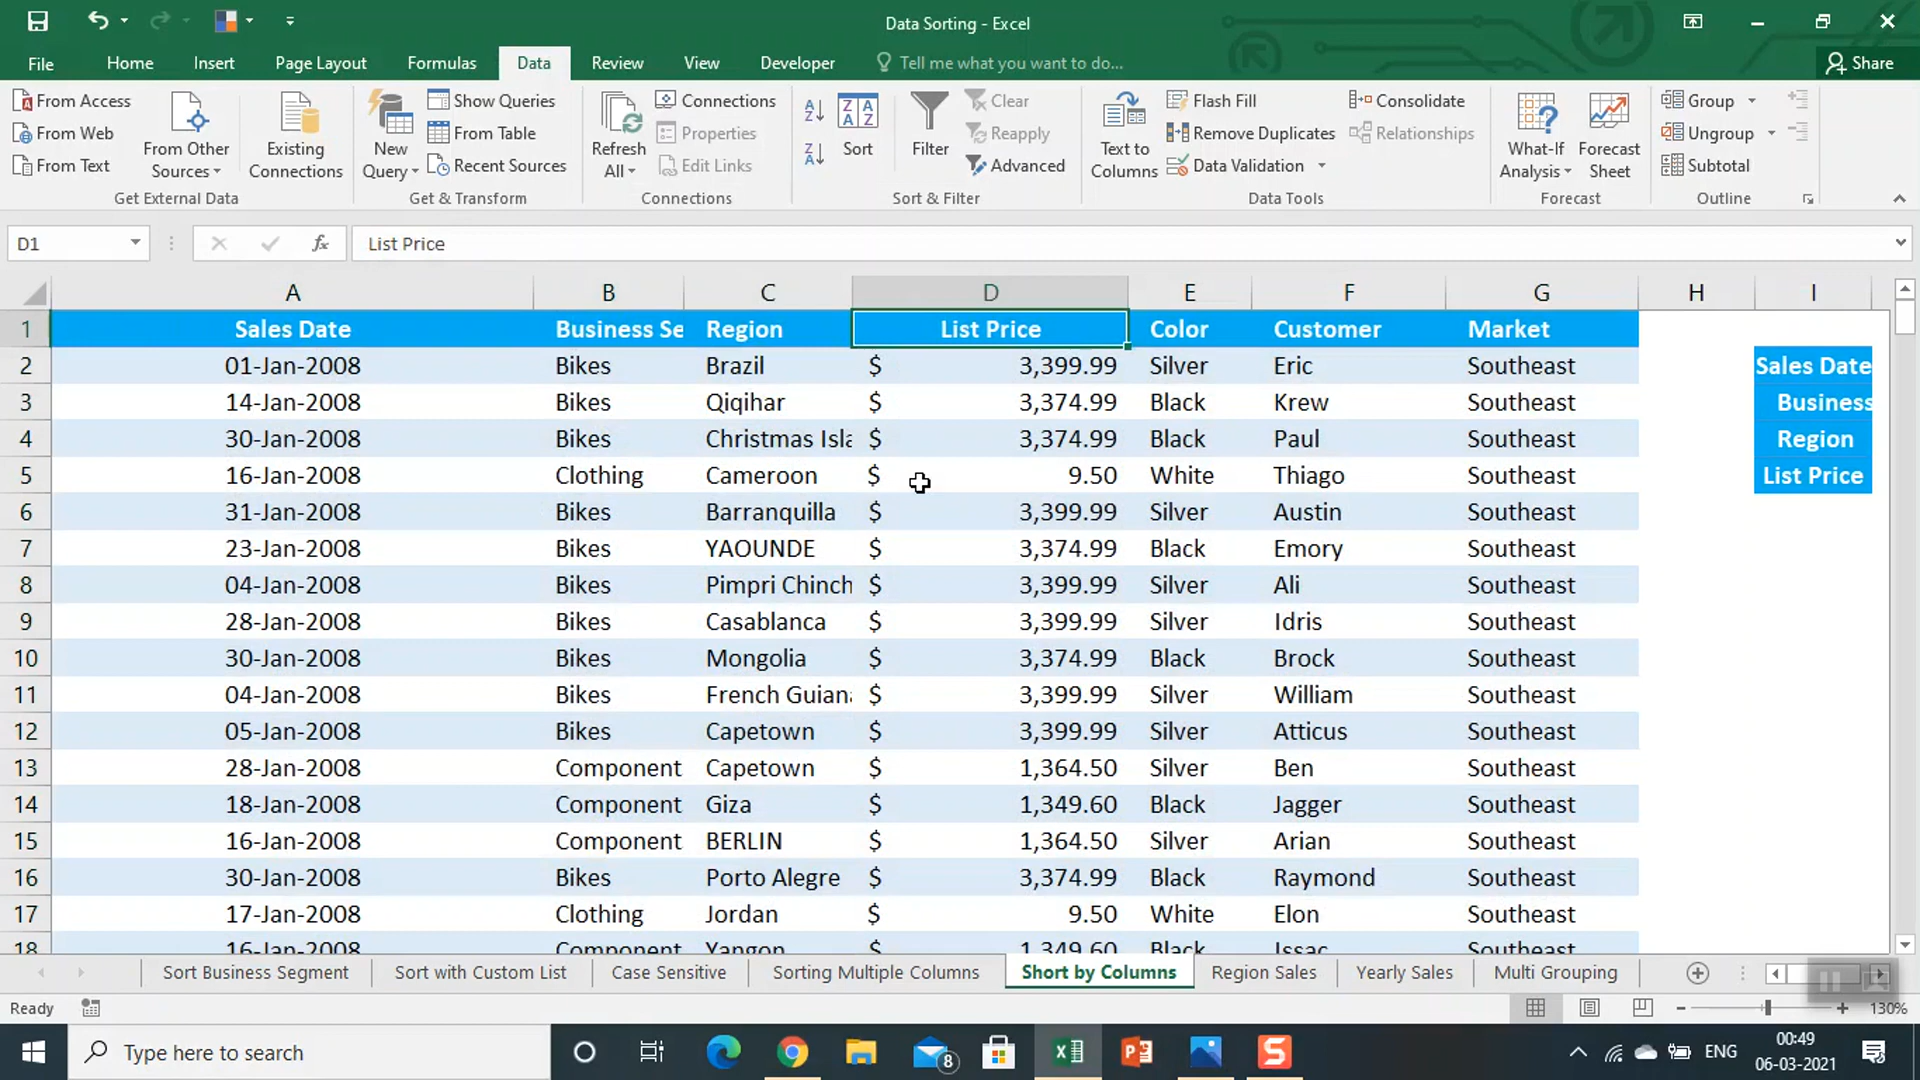 Data Sorting - Excel
File Home Insert Page Layout Formulas Data Review View Developer Tell me what you want to do... Share
From Access
From Web
From Text
From Other Sources
Existing Connections
Get External Data
New Query
Show Queries
From Table
Recent Sources
Get & Transform
Refresh All
Connections
Properties
Edit Links
Connections
Sort
Filter
Clear
Reapply
Advanced
Sort & Filter
Text to Columns
Flash Fill
Remove Duplicates
Data Validation
Consolidate
Relationships
Data Tools
What-If Analysis
Forecast Sheet
Forecast
Group
Ungroup
Subtotal
Outline
D1 fx List Price
A B C D E F G H I
1 Sales Date Business Se Region List Price Color Customer Market
2 01-Jan-2008 Bikes Brazil $ 3,399.99 Silver Eric Southeast Sales Date
3 14-Jan-2008 Bikes Qiqihar $ 3,374.99 Black Krew Southeast Business
4 30-Jan-2008 Bikes Christmas Isla $ 3,374.99 Black Paul Southeast Region
5 16-Jan-2008 Clothing Cameroon $ 9.50 White Thiago Southeast List Price
6 31-Jan-2008 Bikes Barranquilla $ 3,399.99 Silver Austin Southeast
7 23-Jan-2008 Bikes YAOUNDE $ 3,374.99 Black Emory Southeast
8 04-Jan-2008 Bikes Pimpri Chinch $ 3,399.99 Silver Ali Southeast
9 28-Jan-2008 Bikes Casablanca $ 3,399.99 Silver Idris Southeast
10 30-Jan-2008 Bikes Mongolia $ 3,374.99 Black Brock Southeast
11 04-Jan-2008 Bikes French Guiana $ 3,399.99 Silver William Southeast
12 05-Jan-2008 Bikes Capetown $ 3,399.99 Silver Atticus Southeast
13 28-Jan-2008 Component Capetown $ 1,364.50 Silver Ben Southeast
14 18-Jan-2008 Component Giza $ 1,349.60 Black Jagger Southeast
15 16-Jan-2008 Component BERLIN $ 1,364.50 Silver Arian Southeast
16 30-Jan-2008 Bikes Porto Alegre $ 3,374.99 Black Raymond Southeast
17 17-Jan-2008 Clothing Jordan $ 9.50 White Elon Southeast
18 16-Jan-2008 Component Yangon $ 1,349.60 Black Issac Southeast
Sort Business Segment Sort with Custom List Case Sensitive Sorting Multiple Columns Short by Columns Region Sales Yearly Sales Multi Grouping
Ready 130%
Type here to search 8 ENG 00:49
06-03-2021